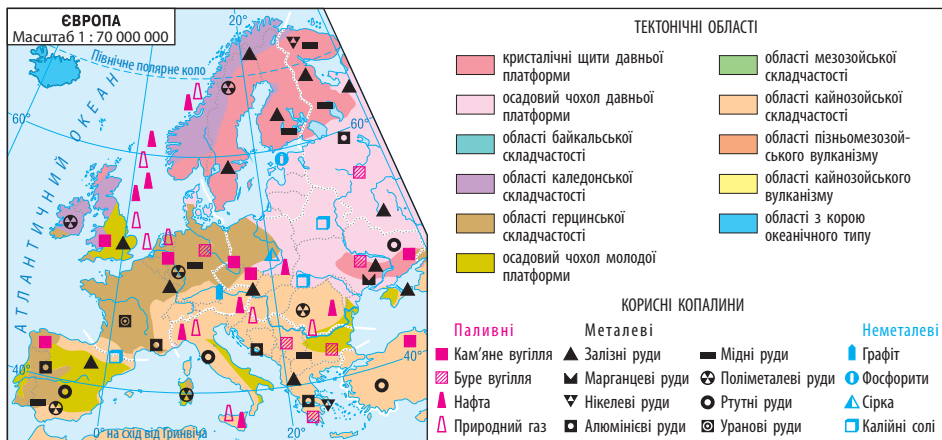 ЄВРОПА
Масштаб 1 : 70 000 000
20°
Північне полярне коло
60°
60°
АТЛАНТИЧНИЙ ОКЕАН
40°
40°
0° на схід від Гринвіча
20°
ТЕКТОНІЧНІ ОБЛАСТІ
кристалічні щити давньої
платформи
осадовий чохол давньої
платформи
області байкальської
складчастості
області каледонської
складчастості
області герцинської
складчастості
осадовий чохол молодої
платформи
області мезозойської
складчастості
області кайнозойської
складчастості
області пізньомезозой-
ського вулканізму
області кайнозойського
вулканізму
області з корою
океанічного типу
КОРИСНІ КОПАЛИНИ
Паливні
Кам'яне вугілля
Буре вугілля
Нафта
Природний газ
Металеві
Залізні руди
Марганцеві руди
Нікелеві руди
Алюмінієві руди
Мідні руди
Поліметалеві руди
Ртутні руди
Уранові руди
Неметалеві
Графіт
Фосфорити
Сірка
Калійні солі